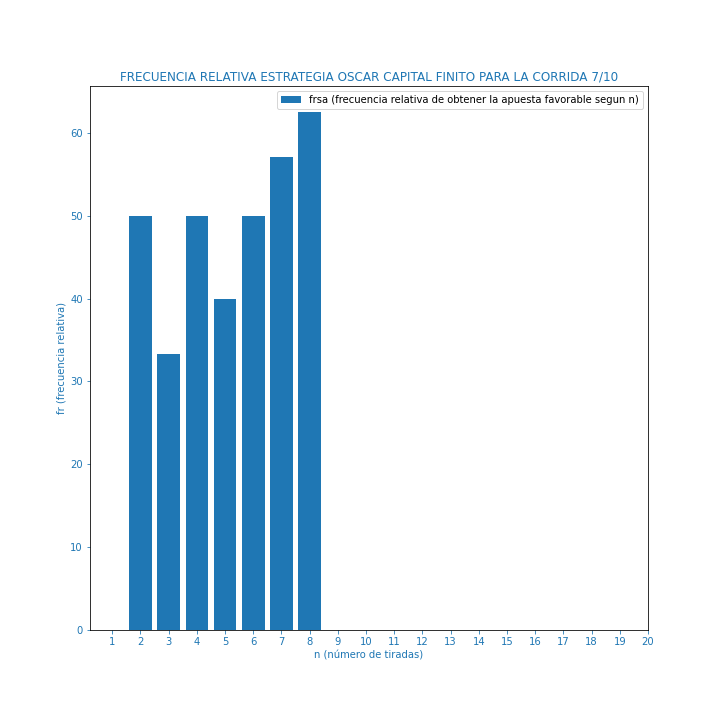 FRECUENCIA RELATIVA ESTRATEGIA OSCAR CAPITAL FINITO PARA LA CORRIDA 7/10
frsa (frecuencia relativa de obtener la apuesta favorable segun n)
60
50
40
30
20
10
0
fr (frecuencia relativa)
1 2 3 4 5 6 7 8 9 10 11 12 13 14 15 16 17 18 19 20
n (número de tiradas)